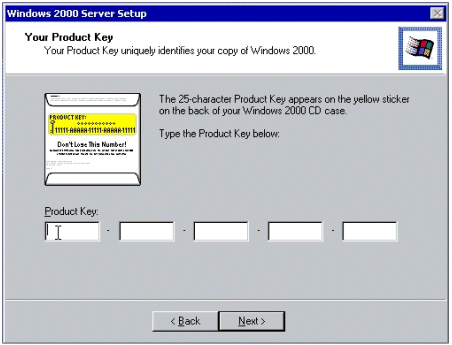 Windows 2000 Server Setup
Your Product Key
Your Product Key uniquely identifies your copy of Windows 2000.
The 25-character Product Key appears on the yellow sticker
on the back of your Windows 2000 CD case.
Type the Product Key below:
PRODUCT KEY:
11111-AAAAA-11111-AAAAA-11111
Don't Lose This Number!
Product Key:
- - - -
< Back
Next >